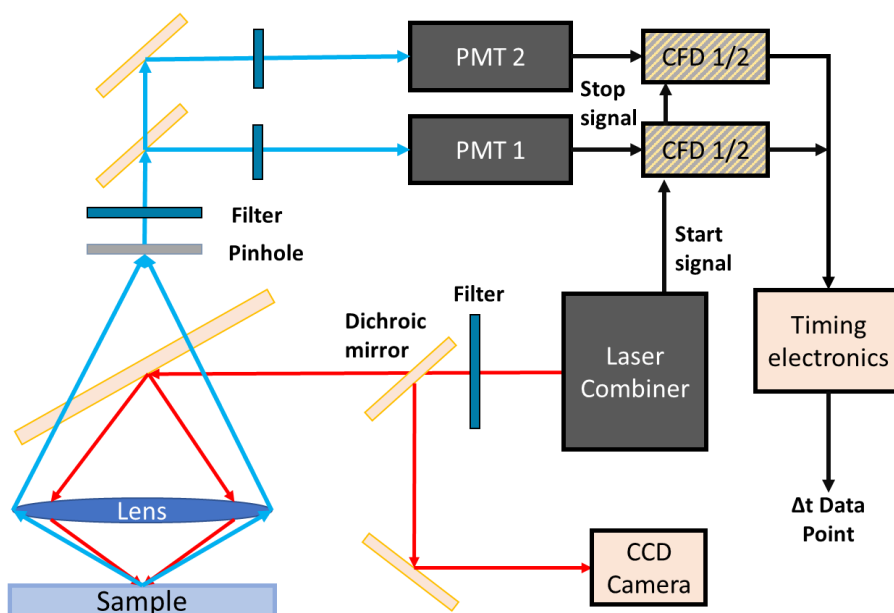 PMT 2
CFD 1/2
Stop
signal
PMT 1
CFD 1/2
Filter
Pinhole
Start
signal
Filter
Dichroic
mirror
Laser
Combiner
Timing
electronics
Lens
Δt Data
Point
CCD
Camera
Sample